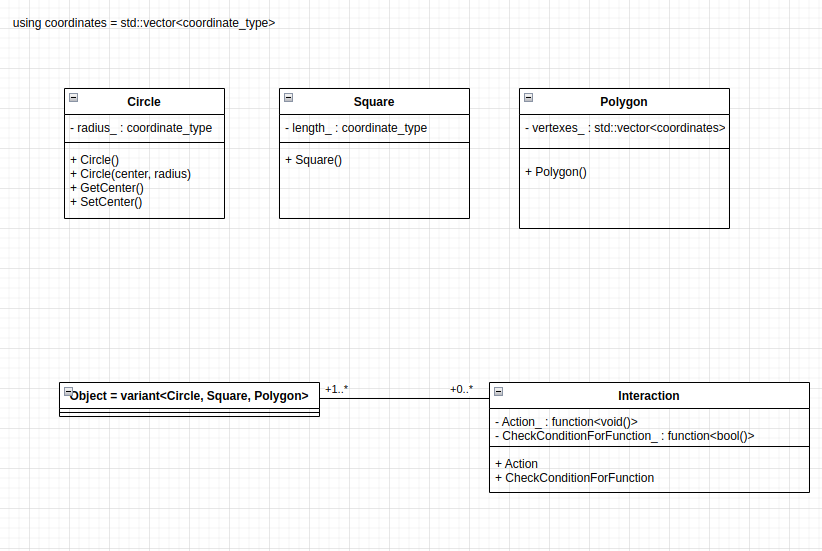 using coordinates = std::vector<coordinate_type>
Circle
- radius_ : coordinate_type
+ Circle()
+ Circle(center, radius)
+ GetCenter()
+ SetCenter()
Square
- length_ : coordinate_type
+ Square()
Polygon
- vertexes_ : std::vector<coordinates>
+ Polygon()
Object = variant<Circle, Square, Polygon>
+1..*
+0..*
Interaction
- Action_ : function<void()>
- CheckConditionForFunction_ : function<bool()>
+ Action
+ CheckConditionForFunction